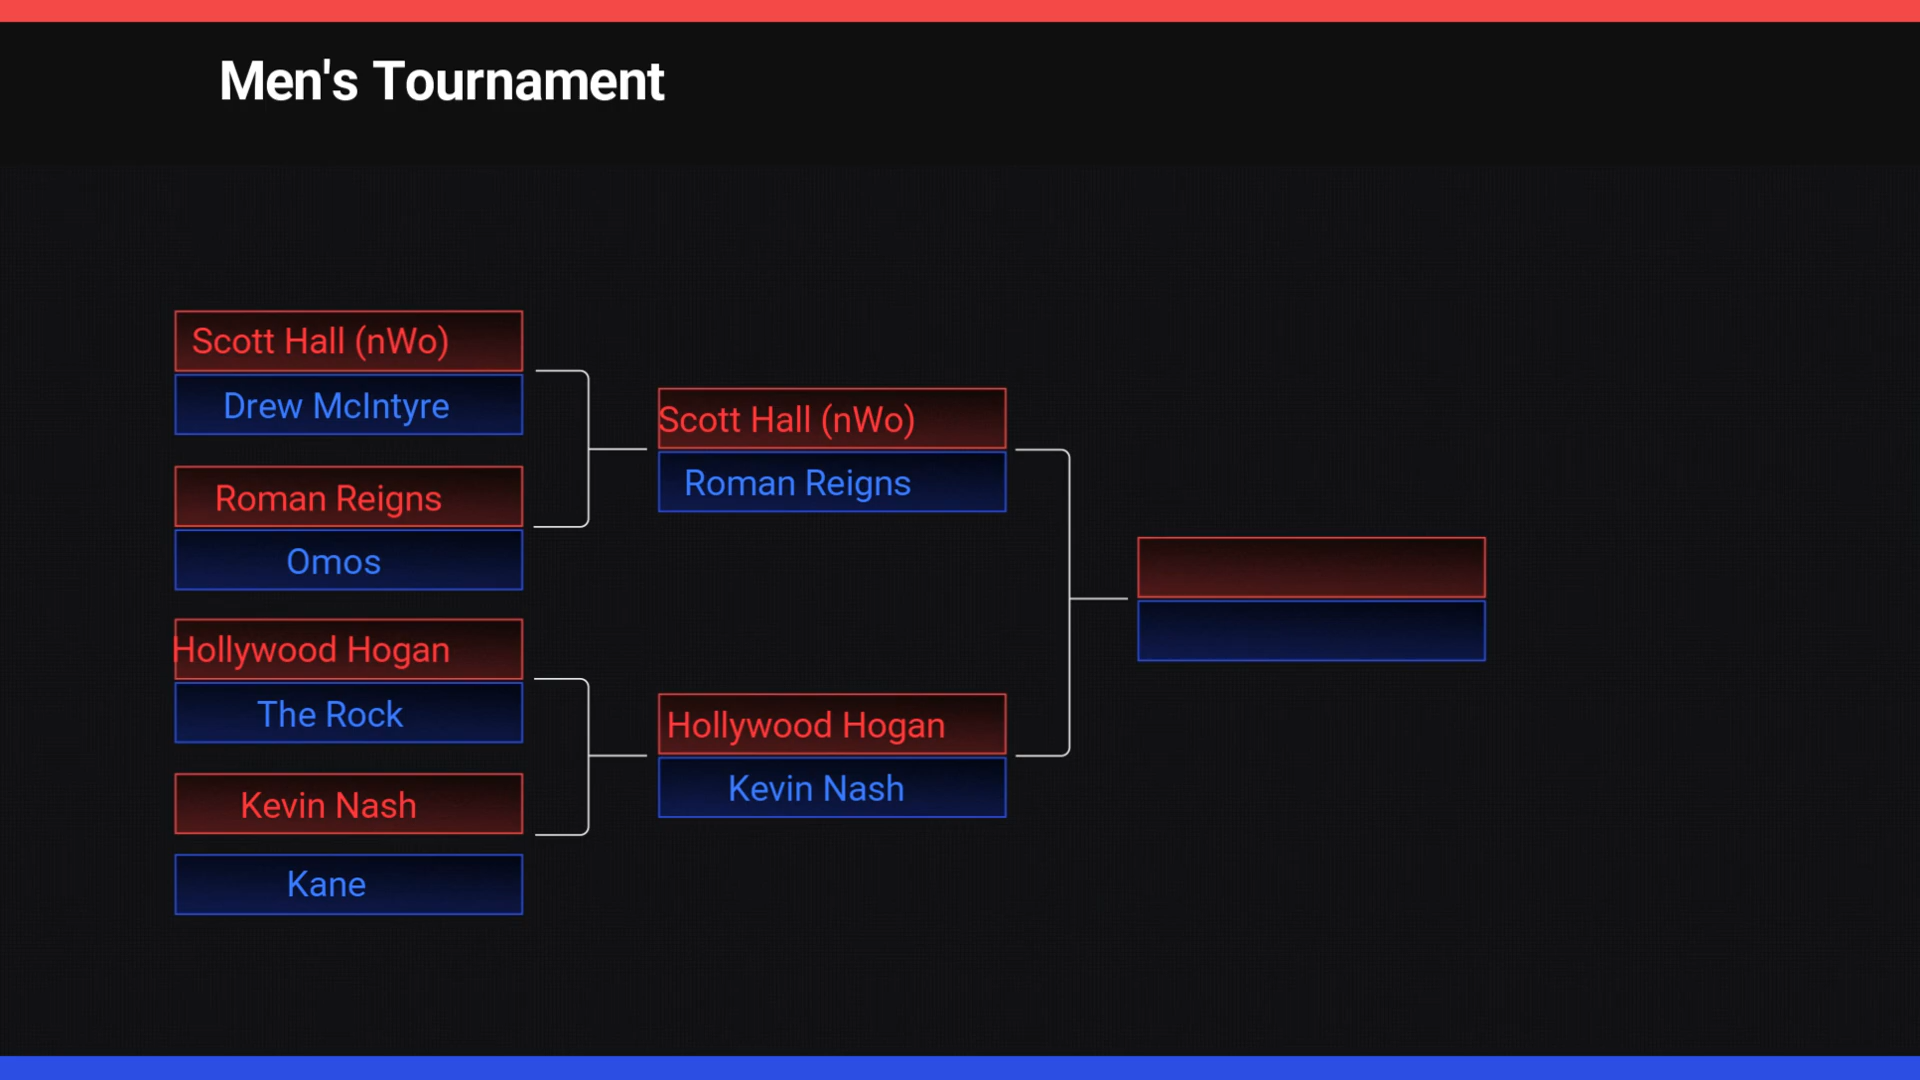 Men's Tournament
Scott Hall (nWo)
Drew McIntyre
Roman Reigns
Omos
Hollywood Hogan
The Rock
Kevin Nash
Kane
Scott Hall (nWo)
Roman Reigns
Hollywood Hogan
Kevin Nash